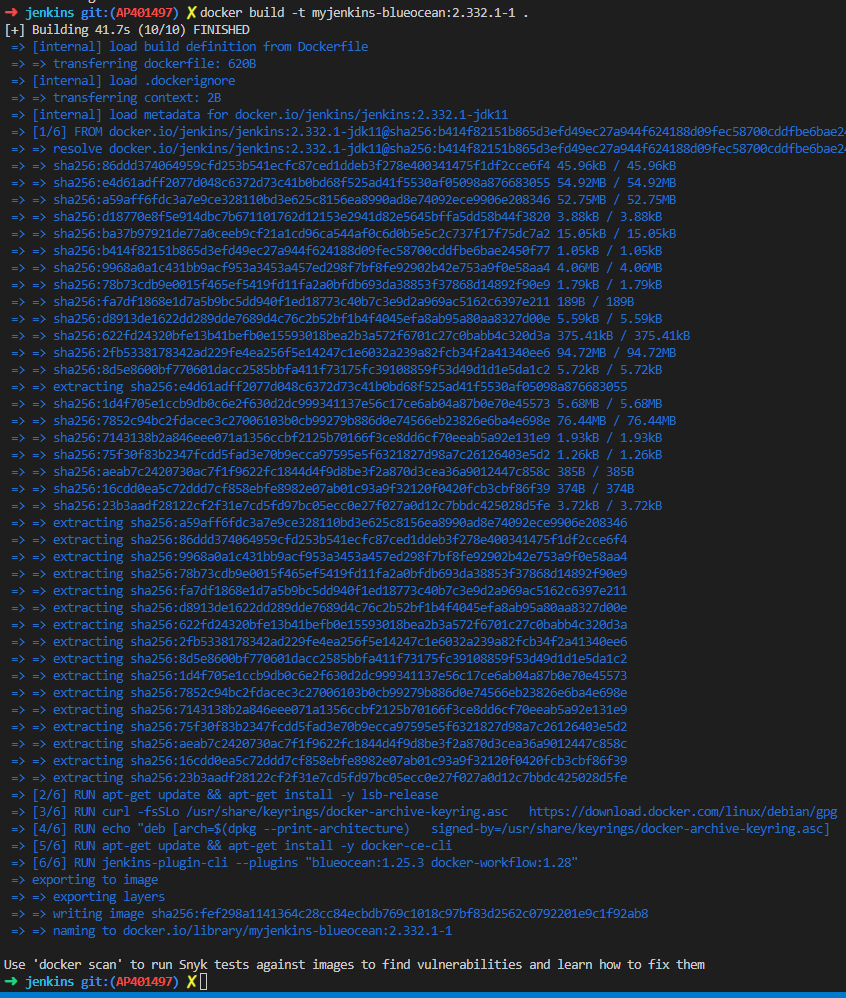 → jenkins git:(AP401497) ✗ docker build -t myjenkins-blueocean:2.332.1-1 .
[+] Building 41.7s (10/10) FINISHED
=> [internal] load build definition from Dockerfile
=> => transferring dockerfile: 620B
=> [internal] load .dockerignore
=> => transferring context: 2B
=> [internal] load metadata for docker.io/jenkins/jenkins:2.332.1-jdk11
=> [1/6] FROM docker.io/jenkins/jenkins:2.332.1-jdk11@sha256:b414f82151b865d3efd49ec27a944f624188d09fec58700cddfbe6bae24
=> => resolve docker.io/jenkins/jenkins:2.332.1-jdk11@sha256:b414f82151b865d3efd49ec27a944f624188d09fec58700cddfbe6bae24
=> => sha256:86ddd374064959cfd253b541ecfc87ced1ddeb3f278e400341475f1df2cce6f4 45.96kB / 45.96kB
=> => sha256:e4d61adff2077d048c6372d73c41b0bd68f525ad41f5530af05098a876683055 54.92MB / 54.92MB
=> => sha256:a59aff6fdc3a7e9ce328110bd3e625c8156ea8990ad8e74092ece9906e208346 52.75MB / 52.75MB
=> => sha256:d18770e8f5e914dbc7b671101762d12153e2941d82e5645bffa5dd58b44f3820 3.88kB / 3.88kB
=> => sha256:ba37b97921de77a0ceeb9cf21a1cd96ca544af0c6d0b5e5c2c737f17f75dc7a2 15.05kB / 15.05kB
=> => sha256:b414f82151b865d3efd49ec27a944f624188d09fec58700cddfbe6bae2450f77 1.05kB / 1.05kB
=> => sha256:9968a0a1c431bb9acf953a3453a457ed298f7bf8fe92902b42e753a9f0e58aa4 4.06MB / 4.06MB
=> => sha256:78b73cdb9e0015f465ef5419fd11fa2a0bfdb693da38853f37868d14892f90e9 1.79kB / 1.79kB
=> => sha256:fa7df1868e1d7a5b9bc5dd940f1ed18773c40b7c3e9d2a969ac5162c6397e211 189B / 189B
=> => sha256:d8913de1622dd289dde7689d4c76c2b52bf1b4f4045efa8ab95a80aa8327d00e 5.59kB / 5.59kB
=> => sha256:622fd24320bfe13b41befb0e15593018bea2b3a572f6701c27c0babb4c320d3a 375.41kB / 375.41kB
=> => sha256:2fb5338178342ad229fe4ea256f5e14247c1e6032a239a82fcb34f2a41340ee6 94.72MB / 94.72MB
=> => sha256:8d5e8600bf770601dacc2585bbfa411f73175fc39108859f53d49d1d1e5da1c2 5.72kB / 5.72kB
=> => extracting sha256:e4d61adff2077d048c6372d73c41b0bd68f525ad41f5530af05098a876683055
=> => sha256:1d4f705e1ccb9db0c6e2f630d2dc999341137e56c17ce6ab04a87b0e70e45573 5.68MB / 5.68MB
=> => sha256:7852c94bc2fdacec3c27006103b0cb99279b886d0e74566eb23826e6ba4e698e 76.44MB / 76.44MB
=> => sha256:7143138b2a846eee071a1356ccbf2125b70166f3ce8dd6cf70eeab5a92e131e9 1.93kB / 1.93kB
=> => sha256:75f30f83b2347fcdd5fad3e70b9ecca97595e5f6321827d98a7c26126403e5d2 1.26kB / 1.26kB
=> => sha256:aeab7c2420730ac7f1f9622fc1844d4f9d8be3f2a870d3cea36a9012447c858c 385B / 385B
=> => sha256:16cdd0ea5c72ddd7cf858ebfe8982e07ab01c93a9f32120f0420fcb3cbf86f39 374B / 374B
=> => sha256:23b3aadf28122cf2f31e7cd5fd97bc05ecc0e27f027a0d12c7bbdc425028d5fe 3.72kB / 3.72kB
=> => extracting sha256:a59aff6fdc3a7e9ce328110bd3e625c8156ea8990ad8e74092ece9906e208346
=> => extracting sha256:86ddd374064959cfd253b541ecfc87ced1ddeb3f278e400341475f1df2cce6f4
=> => extracting sha256:9968a0a1c431bb9acf953a3453a457ed298f7bf8fe92902b42e753a9f0e58aa4
=> => extracting sha256:78b73cdb9e0015f465ef5419fd11fa2a0bfdb693da38853f37868d14892f90e9
=> => extracting sha256:fa7df1868e1d7a5b9bc5dd940f1ed18773c40b7c3e9d2a969ac5162c6397e211
=> => extracting sha256:d8913de1622dd289dde7689d4c76c2b52bf1b4f4045efa8ab95a80aa8327d00e
=> => extracting sha256:622fd24320bfe13b41befb0e15593018bea2b3a572f6701c27c0babb4c320d3a
=> => extracting sha256:2fb5338178342ad229fe4ea256f5e14247c1e6032a239a82fcb34f2a41340ee6
=> => extracting sha256:8d5e8600bf770601dacc2585bbfa411f73175fc39108859f53d49d1d1e5da1c2
=> => extracting sha256:1d4f705e1ccb9db0c6e2f630d2dc999341137e56c17ce6ab04a87b0e70e45573
=> => extracting sha256:7852c94bc2fdacec3c27006103b0cb99279b886d0e74566eb23826e6ba4e698e
=> => extracting sha256:7143138b2a846eee071a1356ccbf2125b70166f3ce8dd6cf70eeab5a92e131e9
=> => extracting sha256:75f30f83b2347fcdd5fad3e70b9ecca97595e5f6321827d98a7c26126403e5d2
=> => extracting sha256:aeab7c2420730ac7f1f9622fc1844d4f9d8be3f2a870d3cea36a9012447c858c
=> => extracting sha256:16cdd0ea5c72ddd7cf858ebfe8982e07ab01c93a9f32120f0420fcb3cbf86f39
=> => extracting sha256:23b3aadf28122cf2f31e7cd5fd97bc05ecc0e27f027a0d12c7bbdc425028d5fe
=> [2/6] RUN apt-get update && apt-get install -y lsb-release
=> [3/6] RUN curl -fsSLo /usr/share/keyrings/docker-archive-keyring.asc   https://download.docker.com/linux/debian/gpg
=> [4/6] RUN echo "deb [arch=$(dpkg --print-architecture)   signed-by=/usr/share/keyrings/docker-archive-keyring.asc]
=> [5/6] RUN apt-get update && apt-get install -y docker-ce-cli
=> [6/6] RUN jenkins-plugin-cli --plugins "blueocean:1.25.3 docker-workflow:1.28"
=> exporting to image
=> => exporting layers
=> => writing image sha256:fef298a1141364c28cc84ecbdb769c1018c97bf83d2562c0792201e9c1f92ab8
=> => naming to docker.io/library/myjenkins-blueocean:2.332.1-1
Use 'docker scan' to run Snyk tests against images to find vulnerabilities and learn how to fix them
→ jenkins git:(AP401497) ✗